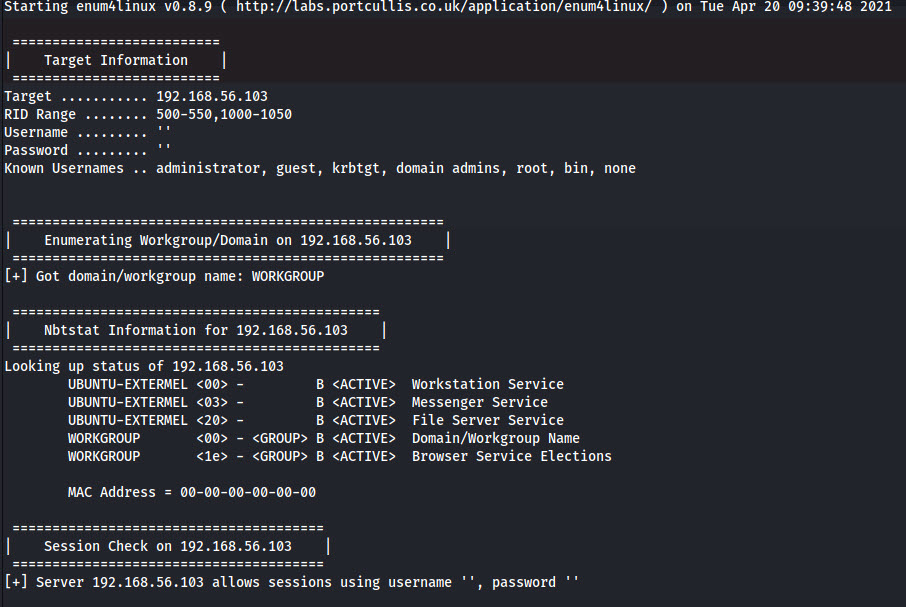 Starting enum4linux v0.8.9 ( http://labs.portcullis.co.uk/application/enum4linux/ ) on Tue Apr 20 09:39:48 2021
 ==========================
|    Target Information    |
 ==========================
Target ........... 192.168.56.103
RID Range ........ 500-550,1000-1050
Username ......... ''
Password ......... ''
Known Usernames .. administrator, guest, krbtgt, domain admins, root, bin, none
 ======================================================
|    Enumerating Workgroup/Domain on 192.168.56.103    |
 ======================================================
[+] Got domain/workgroup name: WORKGROUP
 ==============================================
|    Nbtstat Information for 192.168.56.103    |
 ==============================================
Looking up status of 192.168.56.103
        UBUNTU-EXTERMEL <00> -         B <ACTIVE>  Workstation Service
        UBUNTU-EXTERMEL <03> -         B <ACTIVE>  Messenger Service
        UBUNTU-EXTERMEL <20> -         B <ACTIVE>  File Server Service
        WORKGROUP       <00> - <GROUP> B <ACTIVE>  Domain/Workgroup Name
        WORKGROUP       <1e> - <GROUP> B <ACTIVE>  Browser Service Elections
        MAC Address = 00-00-00-00-00-00
 =======================================
|    Session Check on 192.168.56.103    |
 =======================================
[+] Server 192.168.56.103 allows sessions using username '', password ''